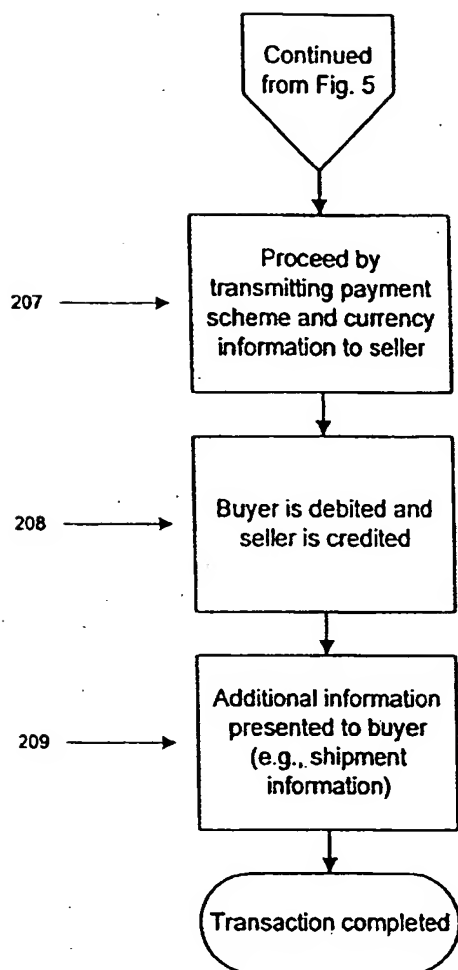 Continued
from Fig. 5
207
Proceed by
transmitting payment
scheme and currency
information to seller
208
Buyer is debited and
seller is credited
209
Additional information
presented to buyer
(e.g., shipment
information)
Transaction completed